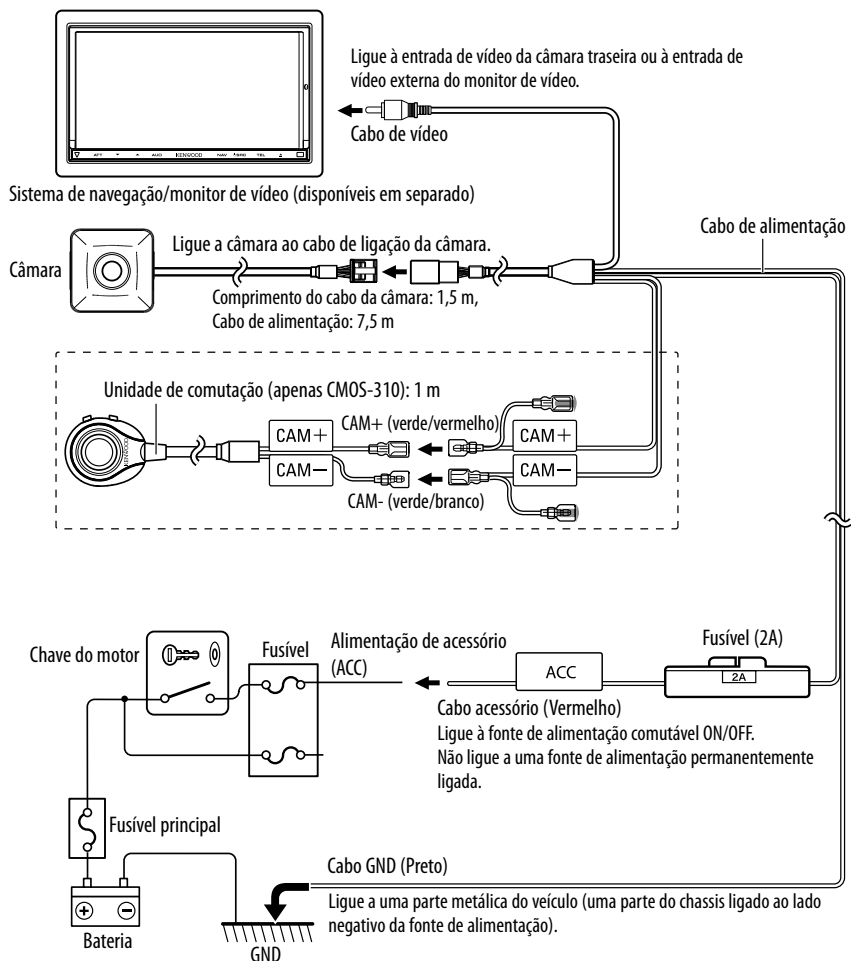 Ligue à entrada de vídeo da câmara traseira ou à entrada de
vídeo externa do monitor de vídeo.
Cabo de vídeo
ATT
AUD
KENWOOD
NAV
SRC
TEL
Sistema de navegação/monitor de vídeo (disponíveis em separado)
Cabo de alimentação
Ligue a câmara ao cabo de ligação da câmara.
Câmara
Comprimento do cabo da câmara: 1,5 m,
Cabo de alimentação: 7,5 m
Unidade de comutação (apenas CMOS-310): 1 m
KENWOOD
CAM+
CAM+ (verde/vermelho)
CAM+
CAM−
CAM−
CAM- (verde/branco)
Chave do motor
Fusível
Alimentação de acessório
(ACC)
ACC
Fusível (2A)
2A
Cabo acessório (Vermelho)
Ligue à fonte de alimentação comutável ON/OFF.
Não ligue a uma fonte de alimentação permanentemente
ligada.
Fusível principal
Cabo GND (Preto)
Ligue a uma parte metálica do veículo (uma parte do chassis ligado ao lado
negativo da fonte de alimentação).
+
−
Bateria
GND